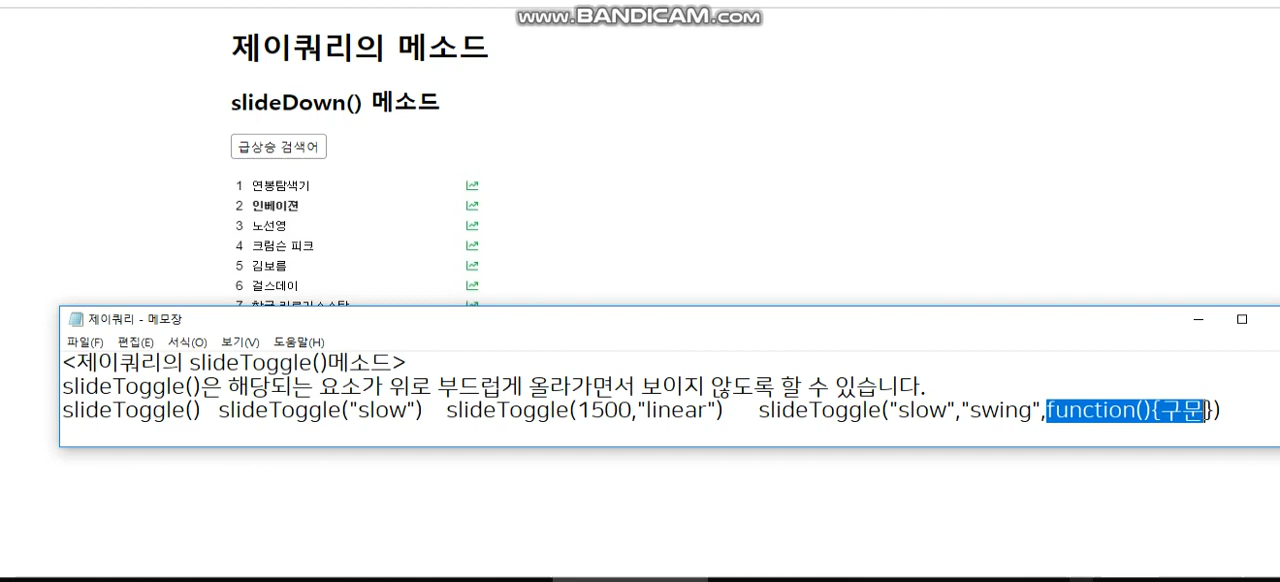 www.BANDICAM.com
제이쿼리의 메소드
slideDown() 메소드
급상승 검색어
1 연봉탐색기
2 인베이젼
3 노선영
4 크림슨 피크
5 김보름
6 걸스데이
제이쿼리 - 메모장
파일(F) 편집(E) 서식(O) 보기(V) 도움말(H)
<제이쿼리의 slideToggle()메소드>
slideToggle()은 해당되는 요소가 위로 부드럽게 올라가면서 보이지 않도록 할 수 있습니다.
slideToggle() slideToggle("slow") slideToggle(1500,"linear") slideToggle("slow","swing",function(){구문})